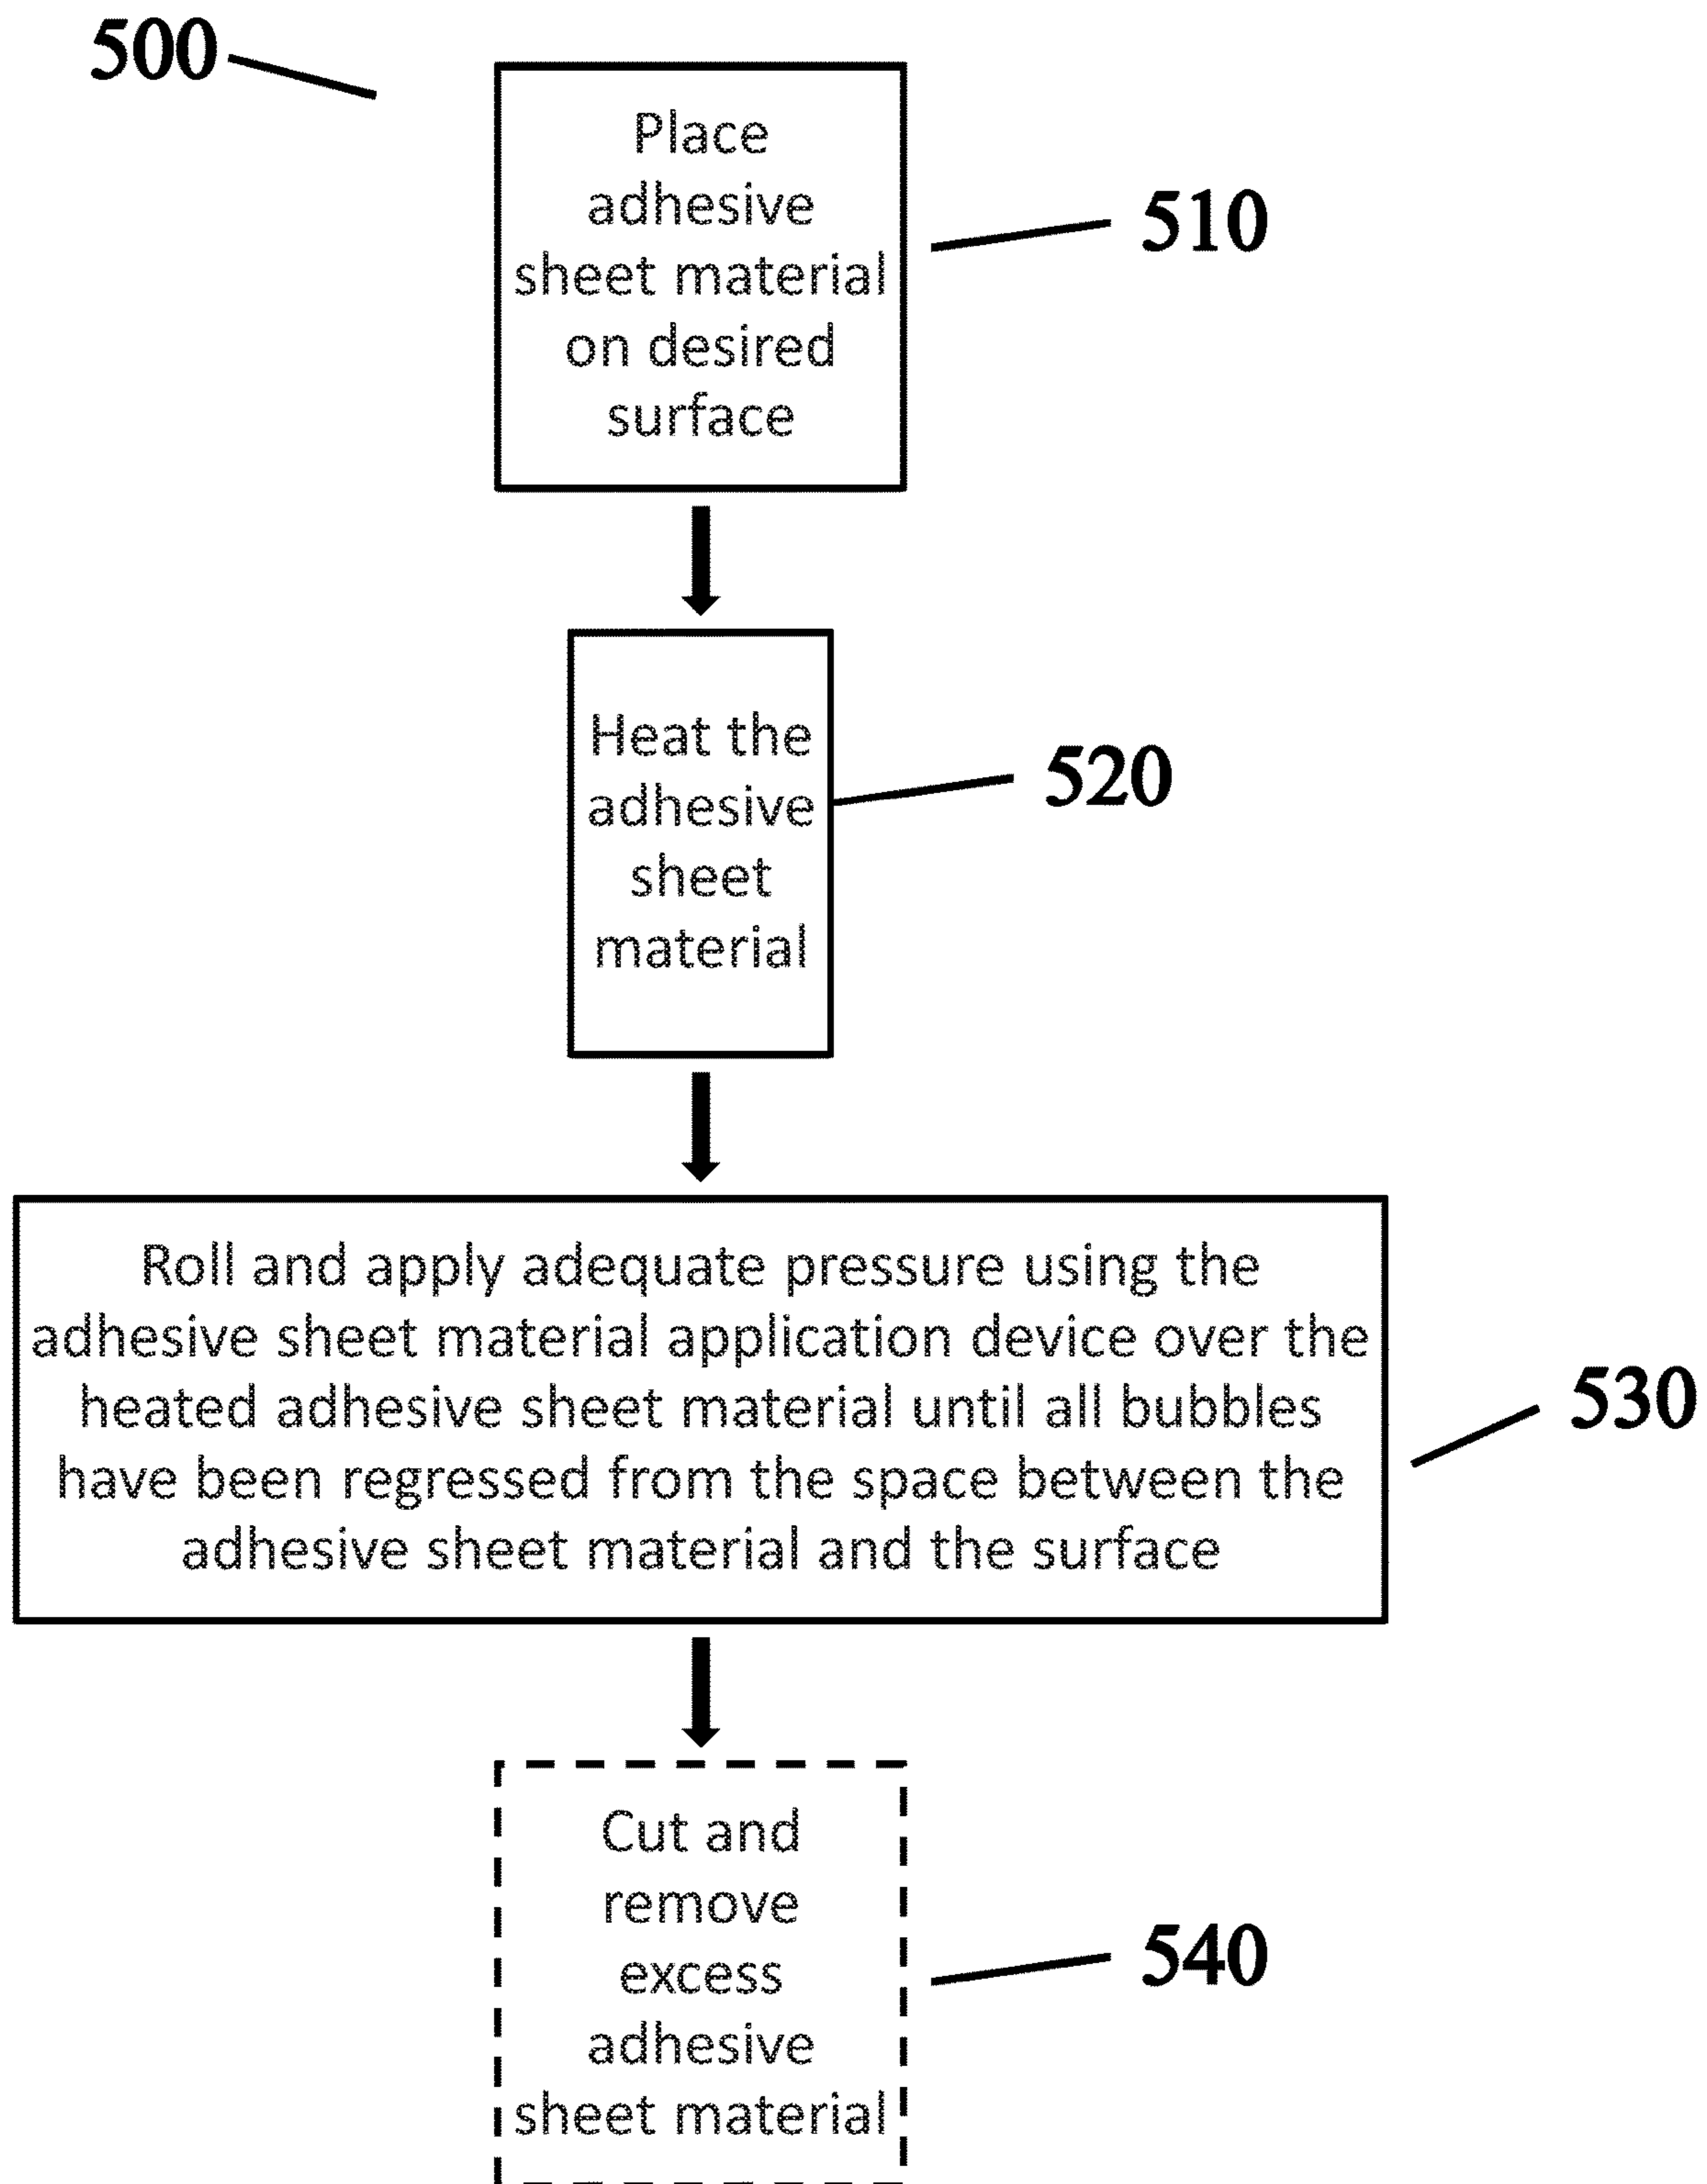 500
Place
adhesive
sheet material
on desired
surface
510
Heat the
adhesive
sheet
material
520
Roll and apply adequate pressure using the
adhesive sheet material application device over the
heated adhesive sheet material until all bubbles
have been regressed from the space between the
adhesive sheet material and the surface
530
Cut and
remove
excess
adhesive
sheet material
540